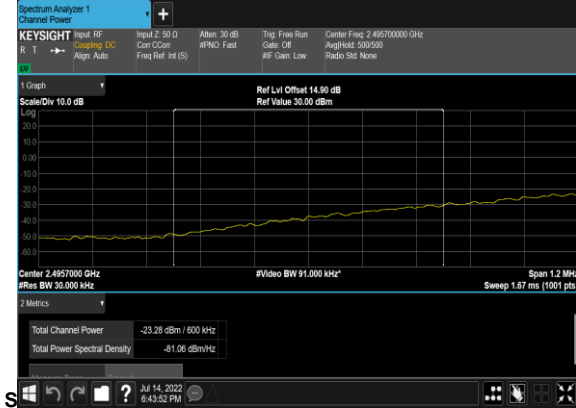 Spectrum Analyzer 1
Channel Power
+
KEYSIGHT
R T
Input: RF
Coupling: DC
Align: Auto
Input Z: 50 Ω
Corr CCorr
Freq Ref: Int (S)
Atten: 30 dB
#PNO: Fast
Trig: Free Run
Gate: Off
#IF Gain: Low
Center Freq: 2.495700000 GHz
Avg|Hold: 500/500
Radio Std: None
1 Graph
Scale/Div 10.0 dB
Ref Lvl Offset 14.90 dB
Ref Value 30.00 dBm
Log
20.0
10.0
0.00
-10.0
-20.0
-30.0
-40.0
-50.0
-60.0
Center 2.4957000 GHz
#Res BW 30.000 kHz
#Video BW 91.000 kHz*
Span 1.2 MHz
Sweep 1.67 ms (1001 pts
2 Metrics
Total Channel Power -23.28 dBm / 600 kHz
Total Power Spectral Density -81.06 dBm/Hz
S
?
Jul 14, 2022
6:43:52 PM